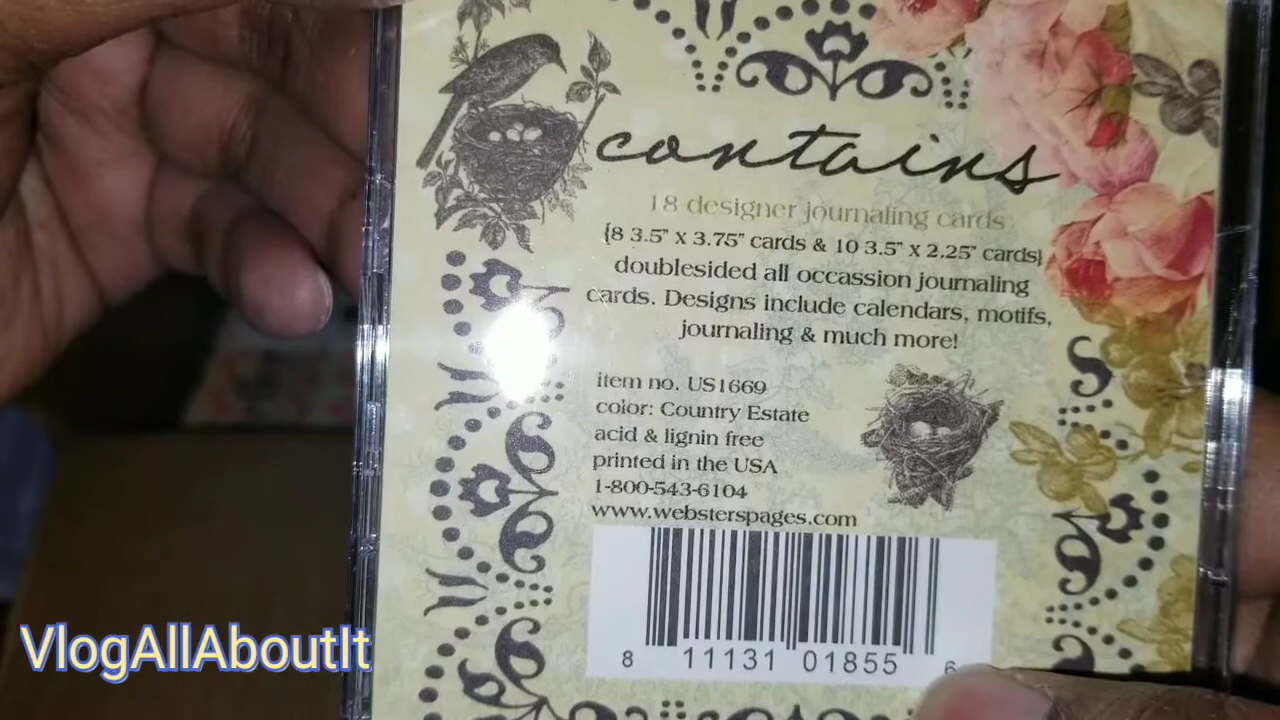 contains
18 designer journaling cards
{8 3.5" x 3.75" cards & 10 3.5" x 2.25" cards}
doublesided all occassion journaling
cards. Designs include calendars, motifs,
journaling & much more!
item no. US1669
color: Country Estate
acid & lignin free
printed in the USA
1-800-543-6104
www.websterspages.com
8 11131 01855 6
VlogAllAboutIt